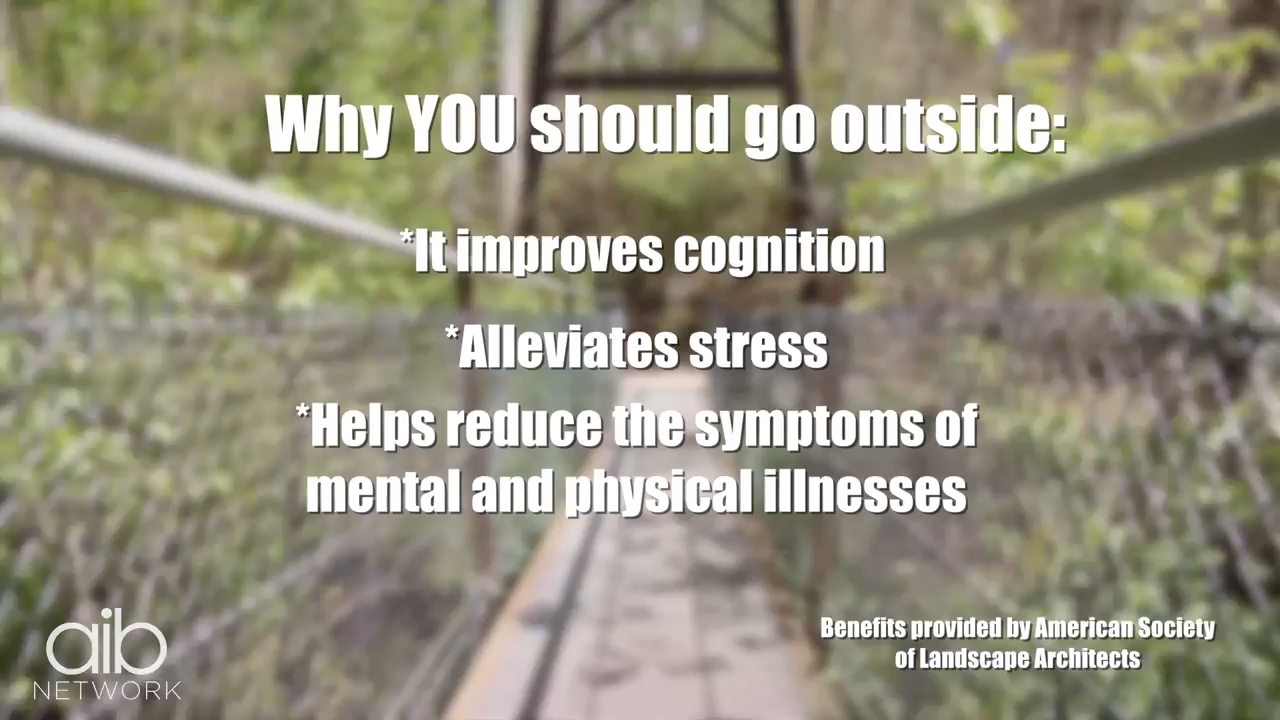 Why YOU should go outside:
*It improves cognition
*Alleviates stress
*Helps reduce the symptoms of
mental and physical illnesses
aib
NETWORK
Benefits provided by American Society
of Landscape Architects